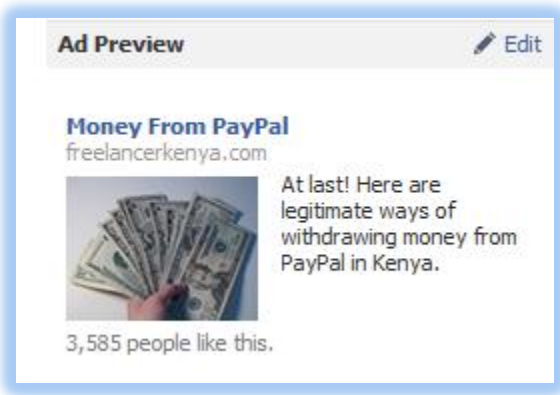 Ad Preview
Edit
Money From PayPal
freelancerkenya.com
At last! Here are
legitimate ways of
withdrawing money from
PayPal in Kenya.
3,585 people like this.